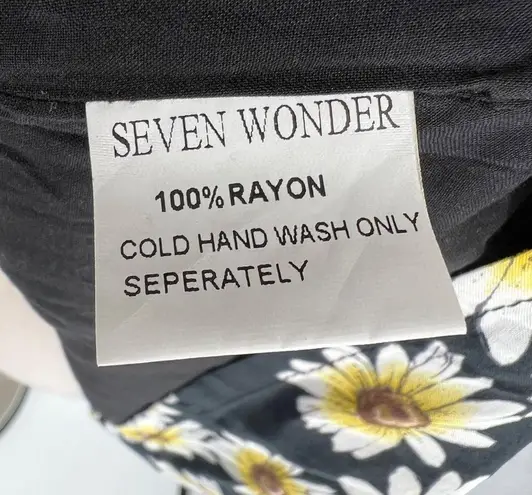 SEVEN WONDER
100% RAYON
COLD HAND WASH ONLY
SEPERATELY